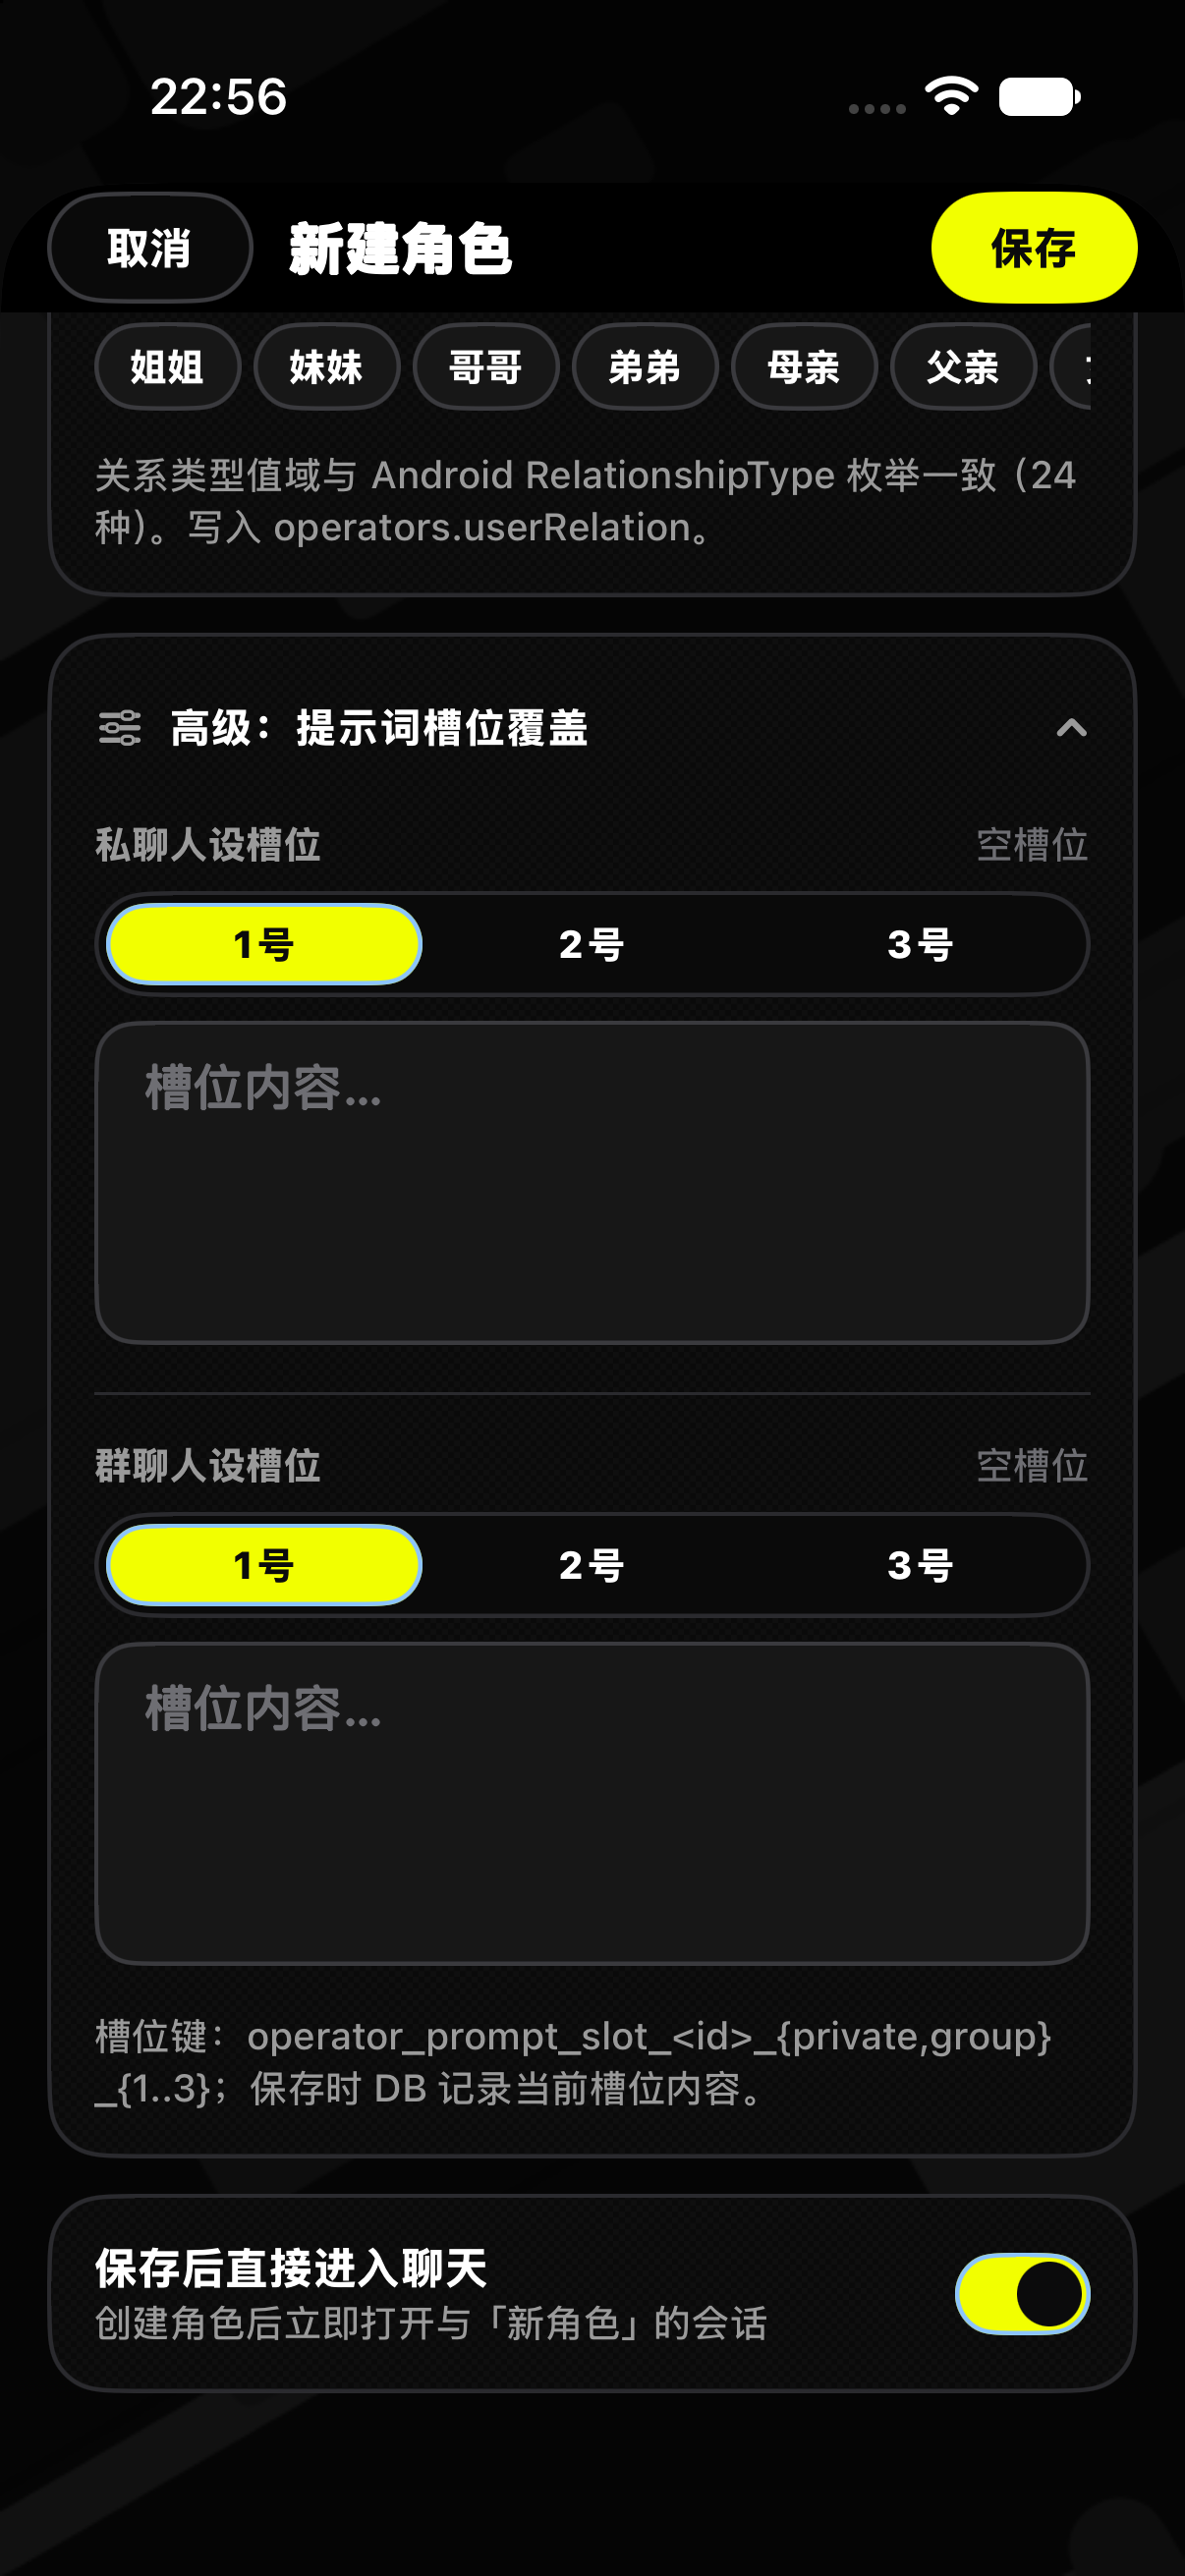 22:56
取消
新建角色
保存
姐姐
妹妹
哥哥
弟弟
母亲
父亲
关系类型值域与 Android RelationshipType 枚举一致（24
种）。写入 operators.userRelation。
高级：提示词槽位覆盖
私聊人设槽位
空槽位
1号
2号
3号
槽位内容...
群聊人设槽位
空槽位
1号
2号
3号
槽位内容...
槽位键：operator_prompt_slot_<id>_{private,group}
_{1..3}；保存时 DB 记录当前槽位内容。
保存后直接进入聊天
创建角色后立即打开与「新角色」的会话